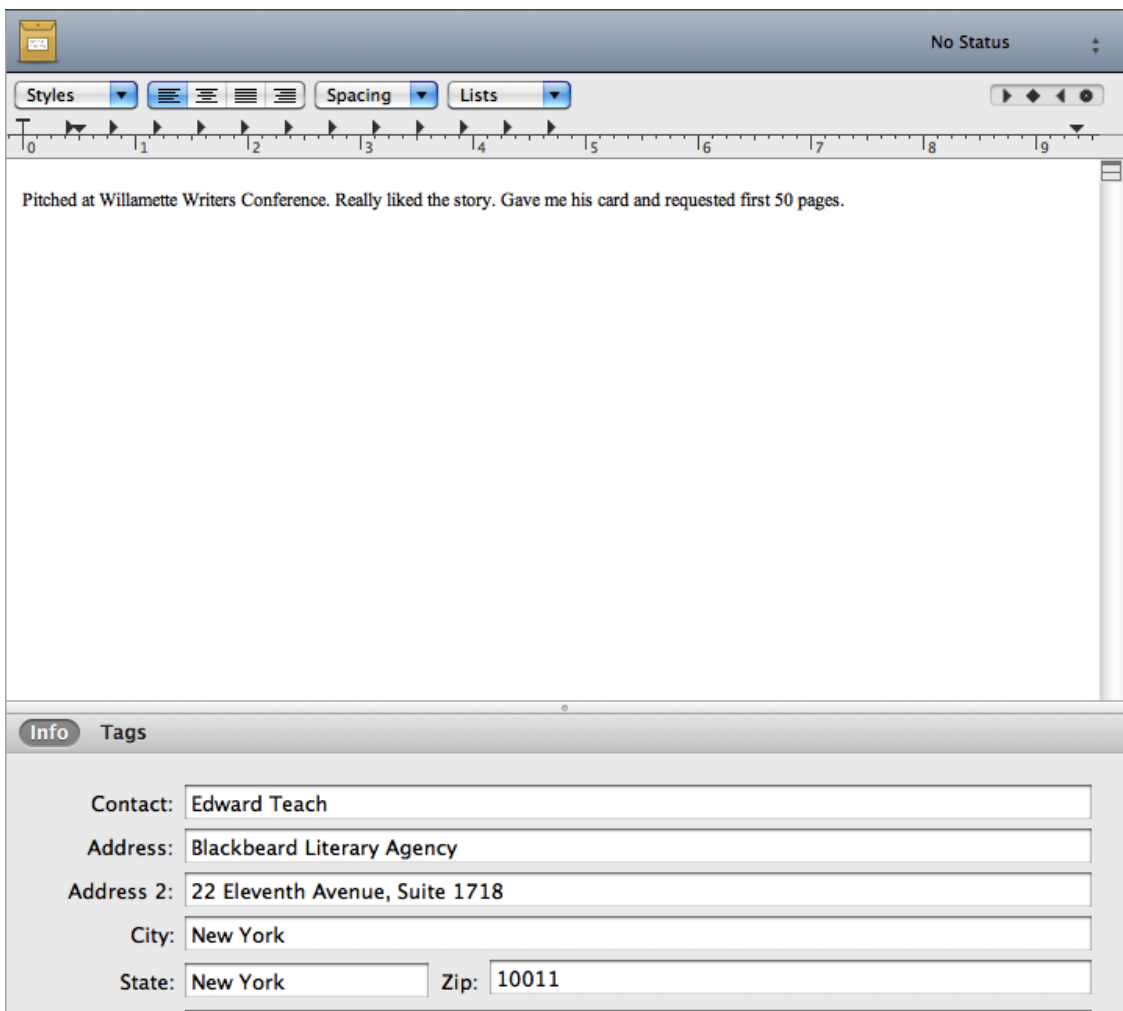 No Status
Styles Spacing Lists
0 1 2 3 4 5 6 7 8 9
Pitched at Willamette Writers Conference. Really liked the story. Gave me his card and requested first 50 pages.
Info Tags
Contact: Edward Teach
Address: Blackbeard Literary Agency
Address 2: 22 Eleventh Avenue, Suite 1718
City: New York
State: New York Zip: 10011